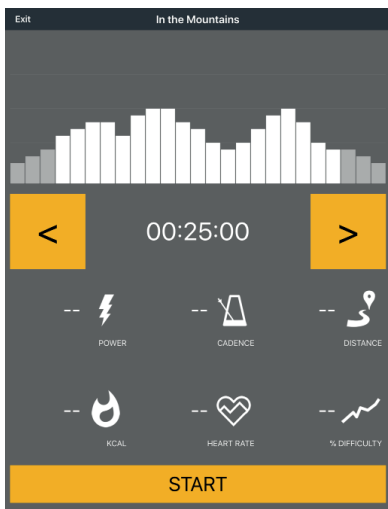 Exit
In the Mountains
< 00:25:00 >
-- -- --
POWER CADENCE DISTANCE
-- -- --
KCAL HEART RATE % DIFFICULTY
START